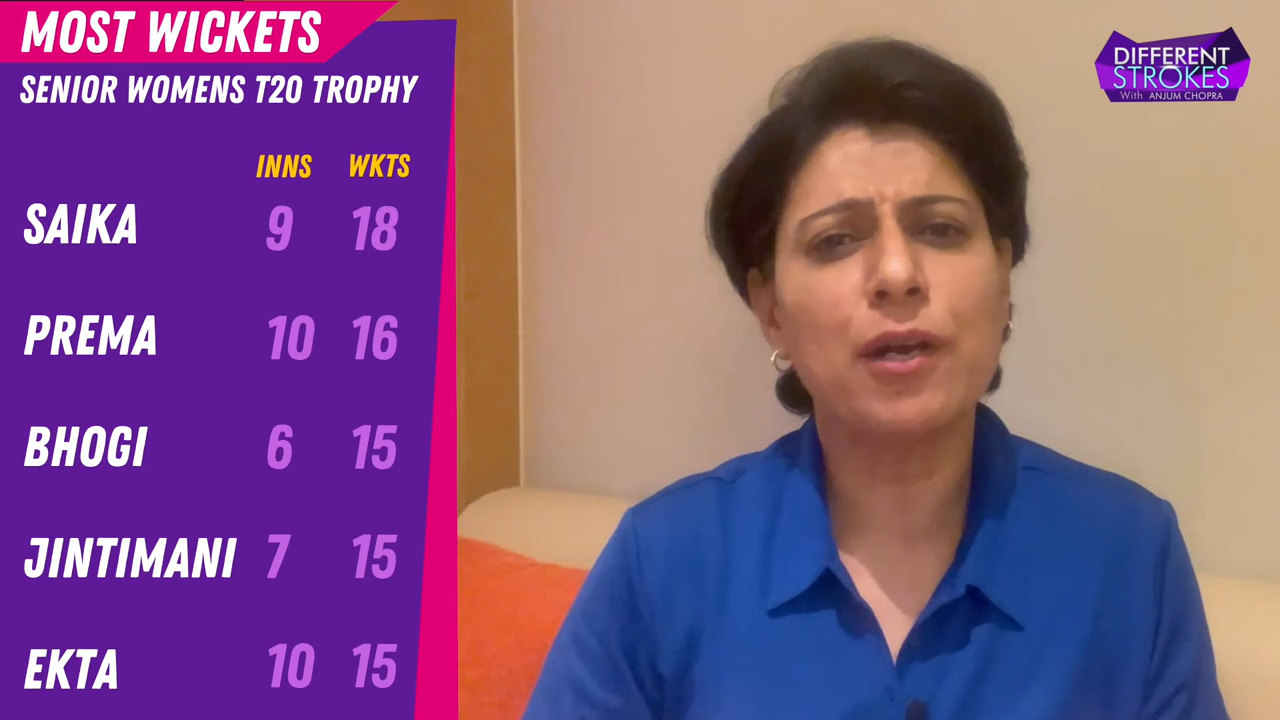 MOST WICKETS
SENIOR WOMENS T20 TROPHY
INNS WKTS
SAIKA 9 18
PREMA 10 16
BHOGI 6 15
JINTIMANI 7 15
EKTA 10 15
DIFFERENT
STROKES
With ANJUM CHOPRA